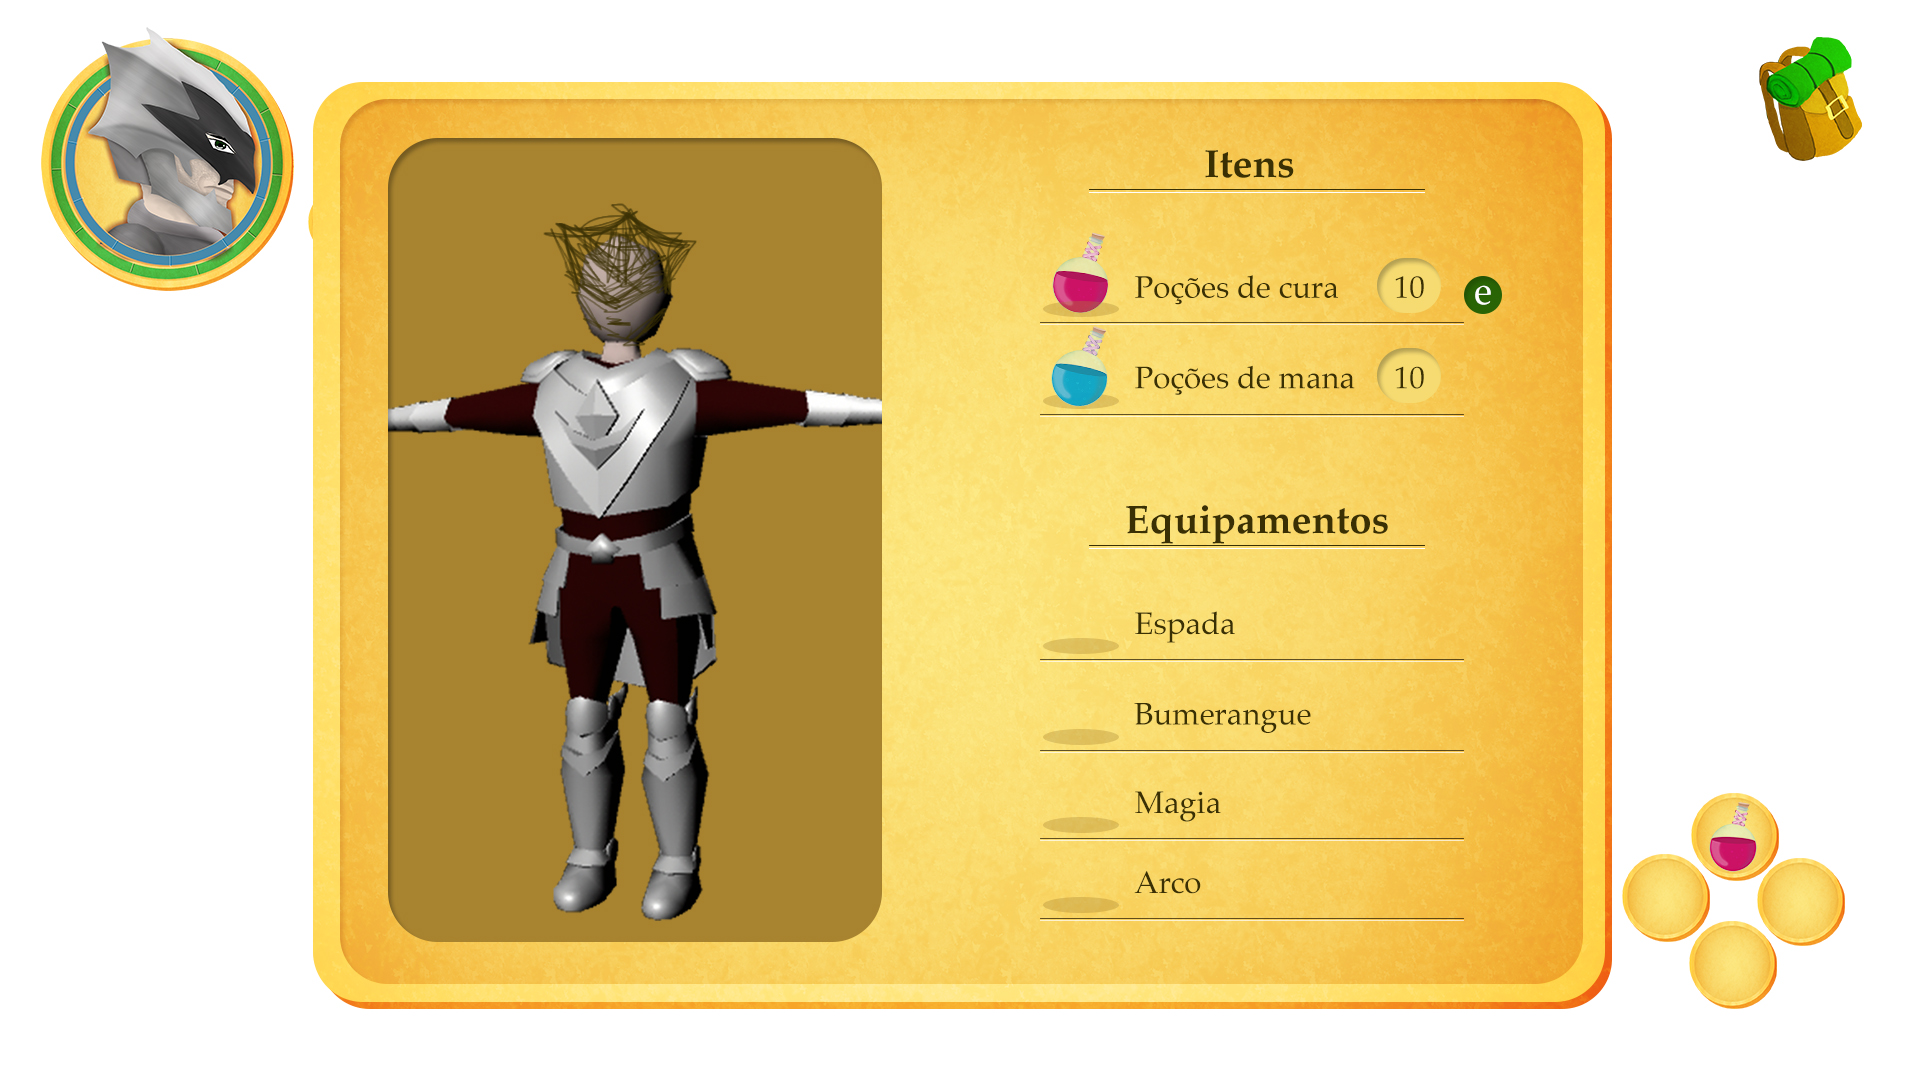 Itens
Poções de cura 10 e
Poções de mana 10
Equipamentos
Espada
Bumerangue
Magia
Arco